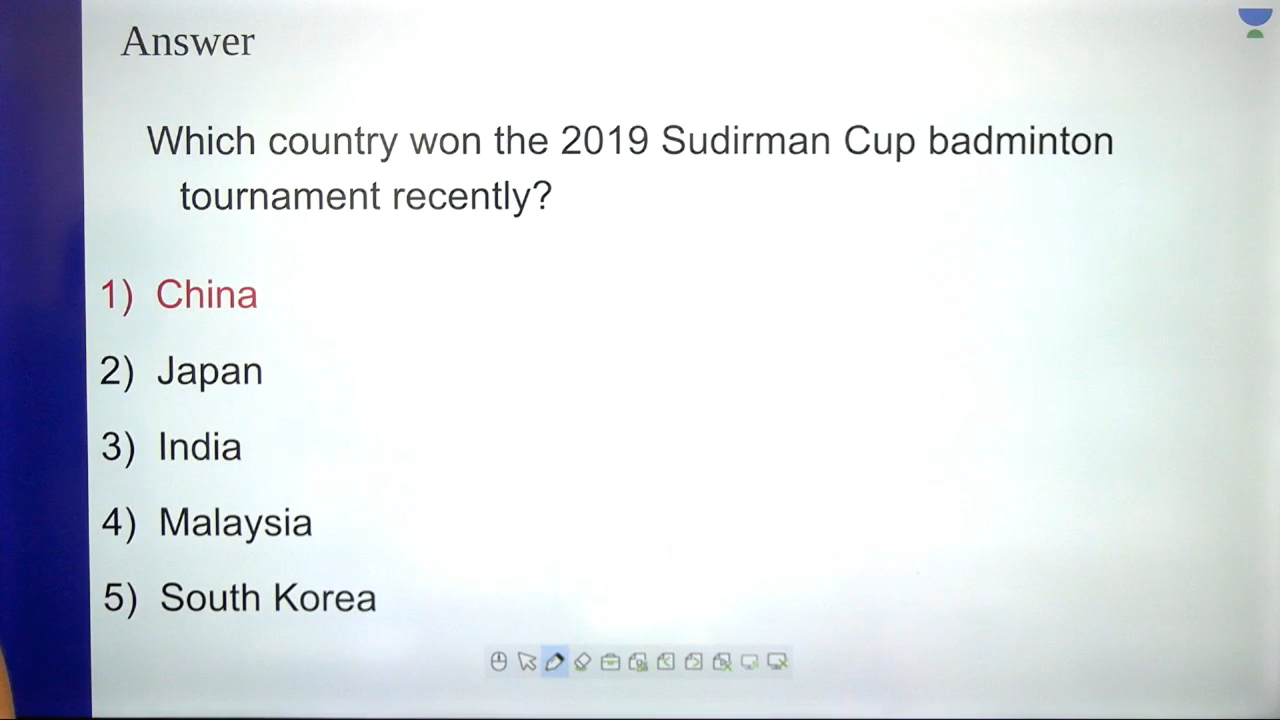 Answer
Which country won the 2019 Sudirman Cup badminton
tournament recently?
1) China
2) Japan
3) India
4) Malaysia
5) South Korea